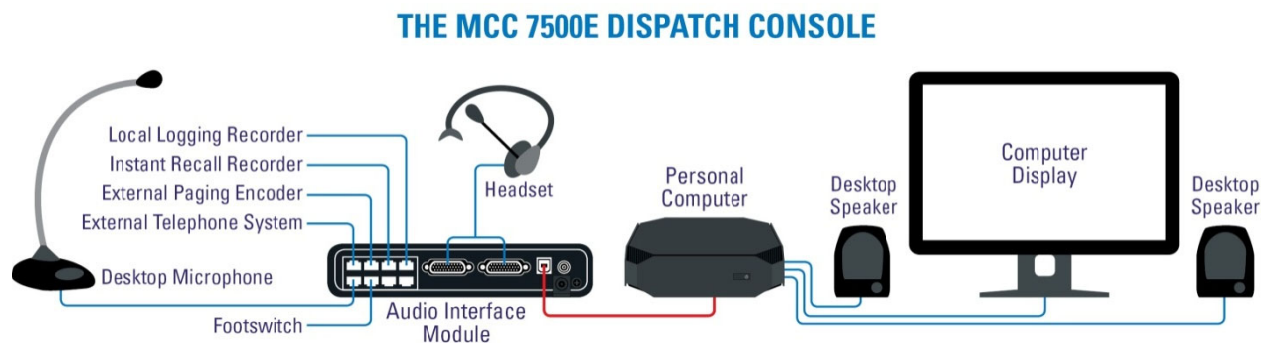 THE MCC 7500E DISPATCH CONSOLE
Local Logging Recorder
Instant Recall Recorder
External Paging Encoder
External Telephone System
Desktop Microphone
Footswitch
Headset
Audio Interface
Module
Personal
Computer
Desktop
Speaker
Computer
Display
Desktop
Speaker